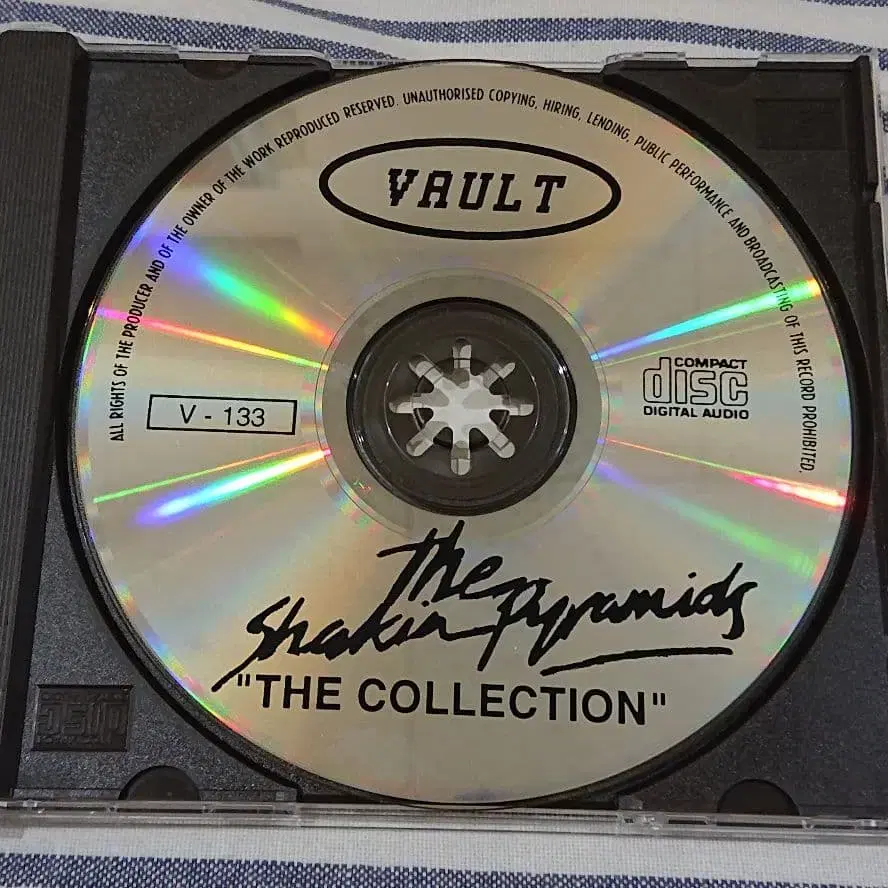 ALL RIGHTS OF THE PRODUCER AND OF THE OWNER OF THE WORK REPRODUCED RESERVED. UNAUTHORISED COPYING, HIRING, LENDING, PUBLIC PERFORMANCE AND BROADCASTING OF THIS RECORD PROHIBITED.
VAULT
COMPACT
disc
DIGITAL AUDIO
V - 133
The
Shakin Pyramids
"THE COLLECTION"